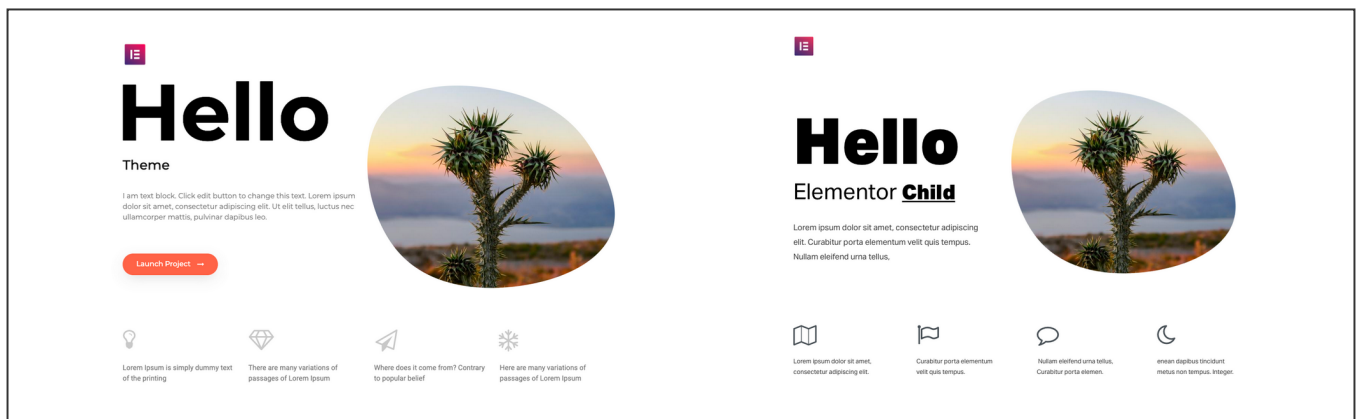 Hello
Theme
I am text block. Click edit button to change this text. Lorem ipsum
dolor sit amet, consectetur adipiscing elit. Ut elit tellus, luctus nec
ullamcorper mattis, pulvinar dapibus leo.
Launch Project →
Lorem Ipsum is simply dummy text
of the printing
There are many variations of
passages of Lorem Ipsum
Where does it come from? Contrary
to popular belief
Here are many variations of
passages of Lorem Ipsum
Hello
Elementor Child
Lorem ipsum dolor sit amet, consectetur adipiscing
elit. Curabitur porta elementum velit quis tempus.
Nullam eleifend urna tellus,
Lorem ipsum dolor sit amet,
consectetur adipiscing elit.
Curabitur porta elementum
velit quis tempus.
Nullam eleifend urna tellus,
Curabitur porta elemen.
enean dapibus tincidunt
metus non tempus. Integer.